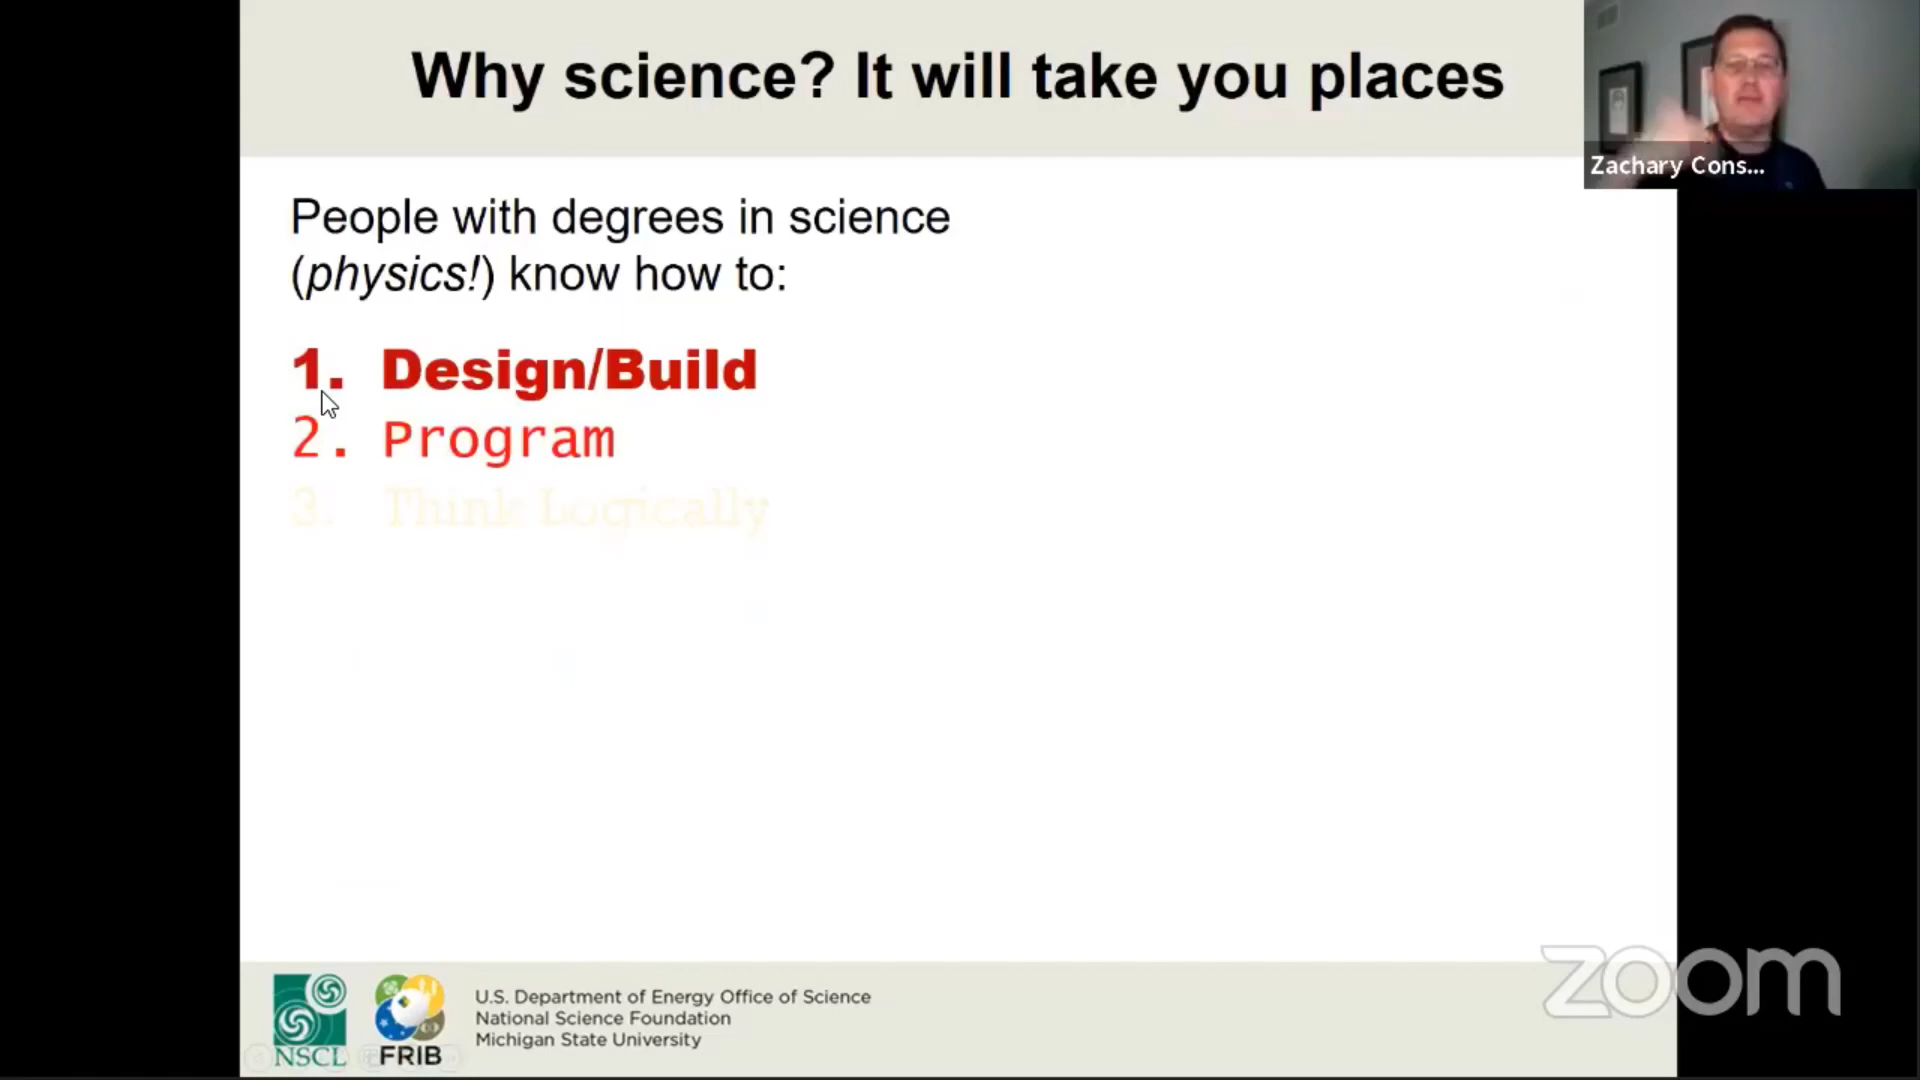 Why science? It will take you places
Zachary Cons...
People with degrees in science
(physics!) know how to:
1. Design/Build
2. Program
3. Think Logically
NSCL
FRIB
U.S. Department of Energy Office of Science
National Science Foundation
Michigan State University
zoom